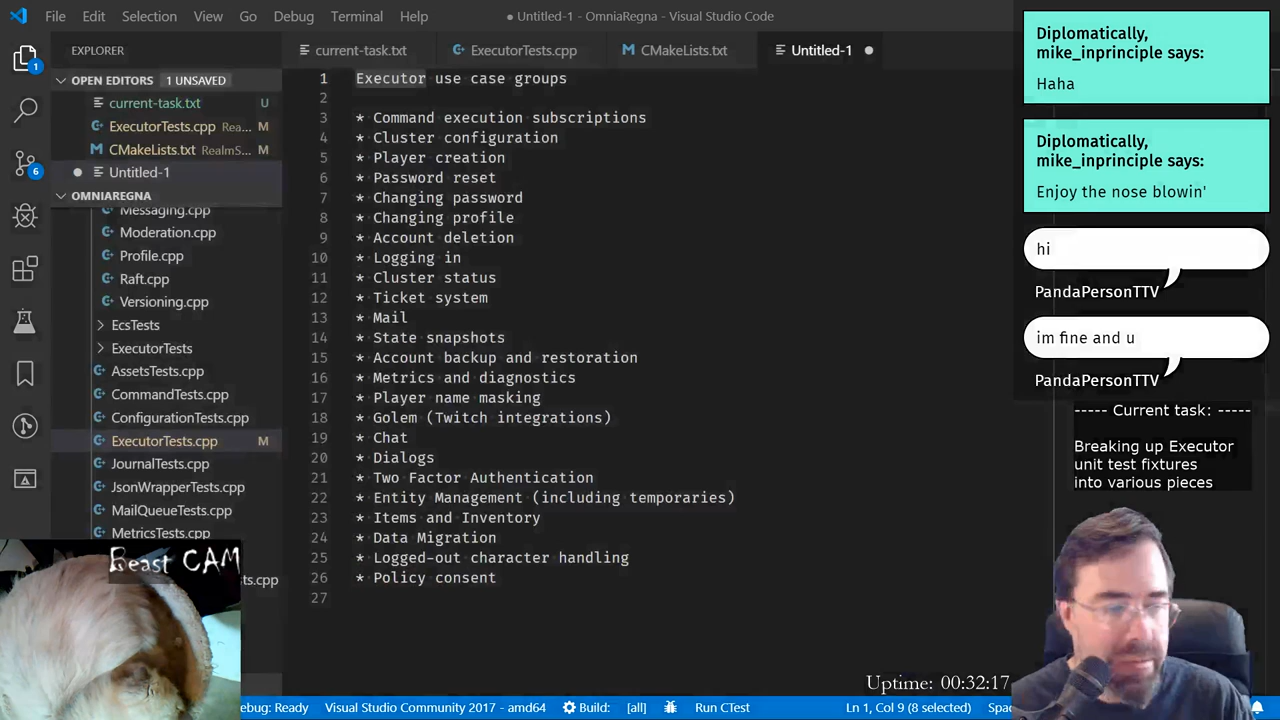 File Edit Selection View Go Debug Terminal Help
● Untitled-1 - OmniaRegna - Visual Studio Code
EXPLORER
OPEN EDITORS 1 UNSAVED
current-task.txt U
ExecutorTests.cpp Rea... M
CMakeLists.txt RealmS... M
Untitled-1
OMNIAREGNA
Messaging.cpp
Moderation.cpp
Profile.cpp
Raft.cpp
Versioning.cpp
EcsTests
ExecutorTests
AssetsTests.cpp
CommandTests.cpp
ConfigurationTests.cpp
ExecutorTests.cpp M
JournalTests.cpp
JsonWrapperTests.cpp
MailQueueTests.cpp
MetricsTests.cpp
ts.cpp
1
6
current-task.txt ExecutorTests.cpp CMakeLists.txt Untitled-1
1 Executor use case groups
2
3 * Command execution subscriptions
4 * Cluster configuration
5 * Player creation
6 * Password reset
7 * Changing password
8 * Changing profile
9 * Account deletion
10 * Logging in
11 * Cluster status
12 * Ticket system
13 * Mail
14 * State snapshots
15 * Account backup and restoration
16 * Metrics and diagnostics
17 * Player name masking
18 * Golem (Twitch integrations)
19 * Chat
20 * Dialogs
21 * Two Factor Authentication
22 * Entity Management (including temporaries)
23 * Items and Inventory
24 * Data Migration
25 * Logged-out character handling
26 * Policy consent
27
Diplomatically,
mike_inprinciple says:
Haha
Diplomatically,
mike_inprinciple says:
Enjoy the nose blowin'
hi
PandaPersonTTV
im fine and u
PandaPersonTTV
----- Current task: -----
Breaking up Executor
unit test fixtures
into various pieces
Beast CAM
Uptime: 00:32:17
ebug: Ready Visual Studio Community 2017 - amd64 Build: [all] Run CTest Ln 1, Col 9 (8 selected) Spac